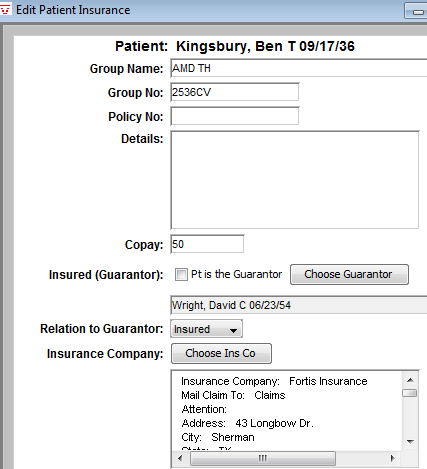 Edit Patient Insurance
Patient: Kingsbury, Ben T 09/17/36
Group Name: AMD TH
Group No: 2536CV
Policy No:
Details:
Copay: 50
Insured (Guarantor): Pt is the Guarantor Choose Guarantor
Wright, David C 06/23/54
Relation to Guarantor: Insured
Insurance Company: Choose Ins Co
Insurance Company: Fortis Insurance
Mail Claim To: Claims
Attention:
Address: 43 Longbow Dr.
City: Sherman
State: TX